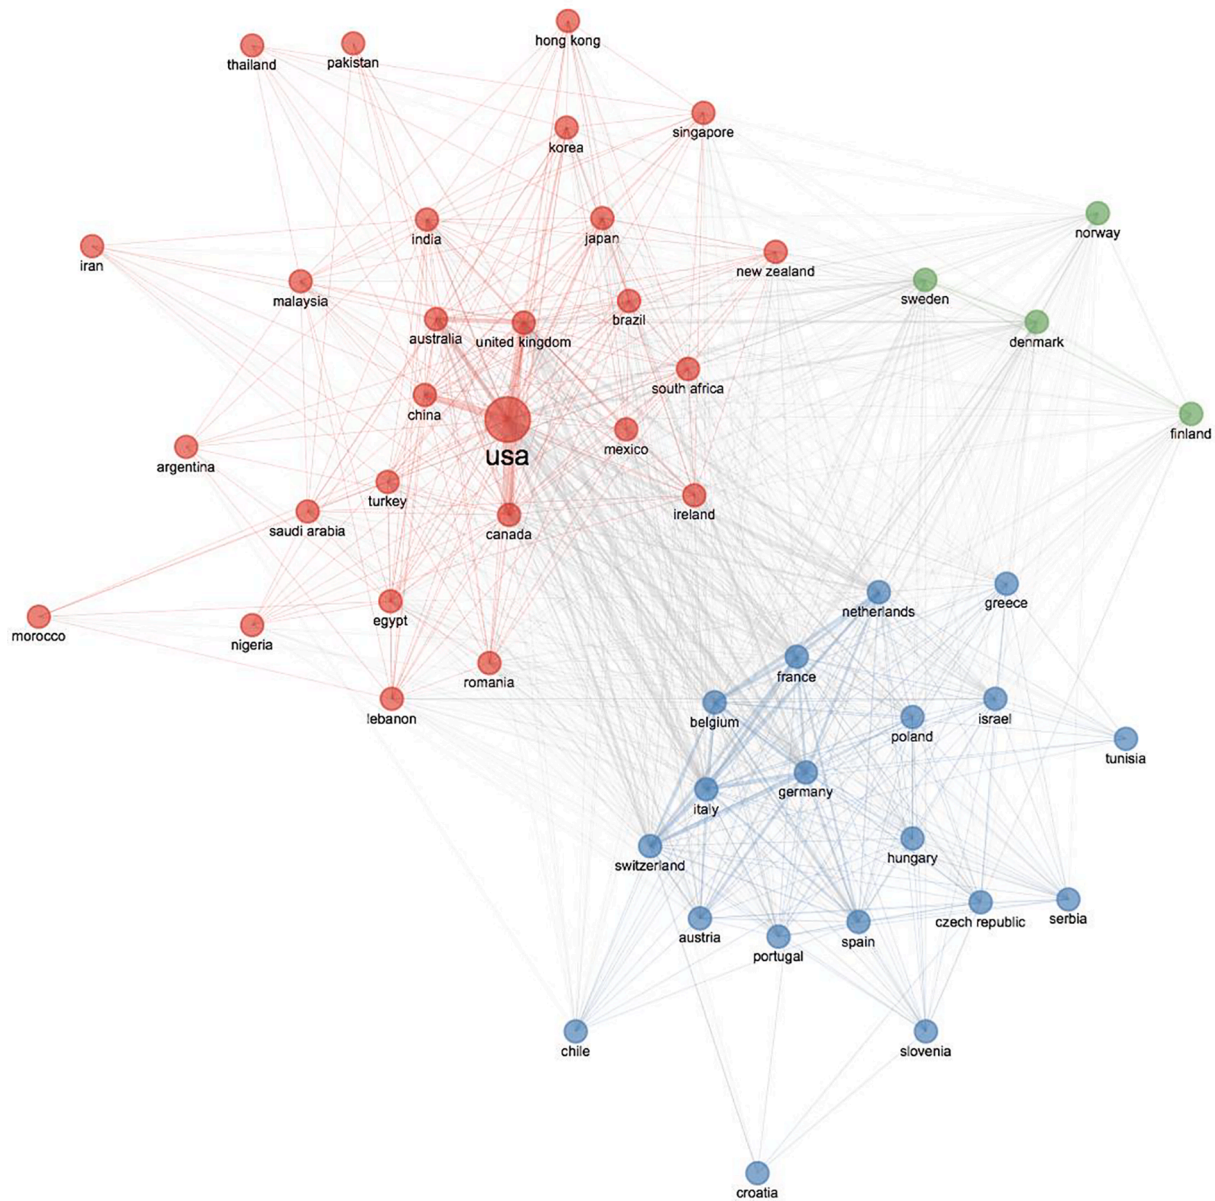 hong kong
thailand
pakistan
singapore
korea
norway
india
japan
iran
new zealand
malaysia
sweden
brazil
australia
united kingdom
denmark
south africa
china
finland
mexico
usa
argentina
turkey
ireland
saudi arabia
canada
greece
netherlands
egypt
morocco
nigeria
france
romania
israel
lebanon
belgium
poland
tunisia
germany
italy
hungary
switzerland
serbia
czech republic
austria
spain
portugal
chile
slovenia
croatia